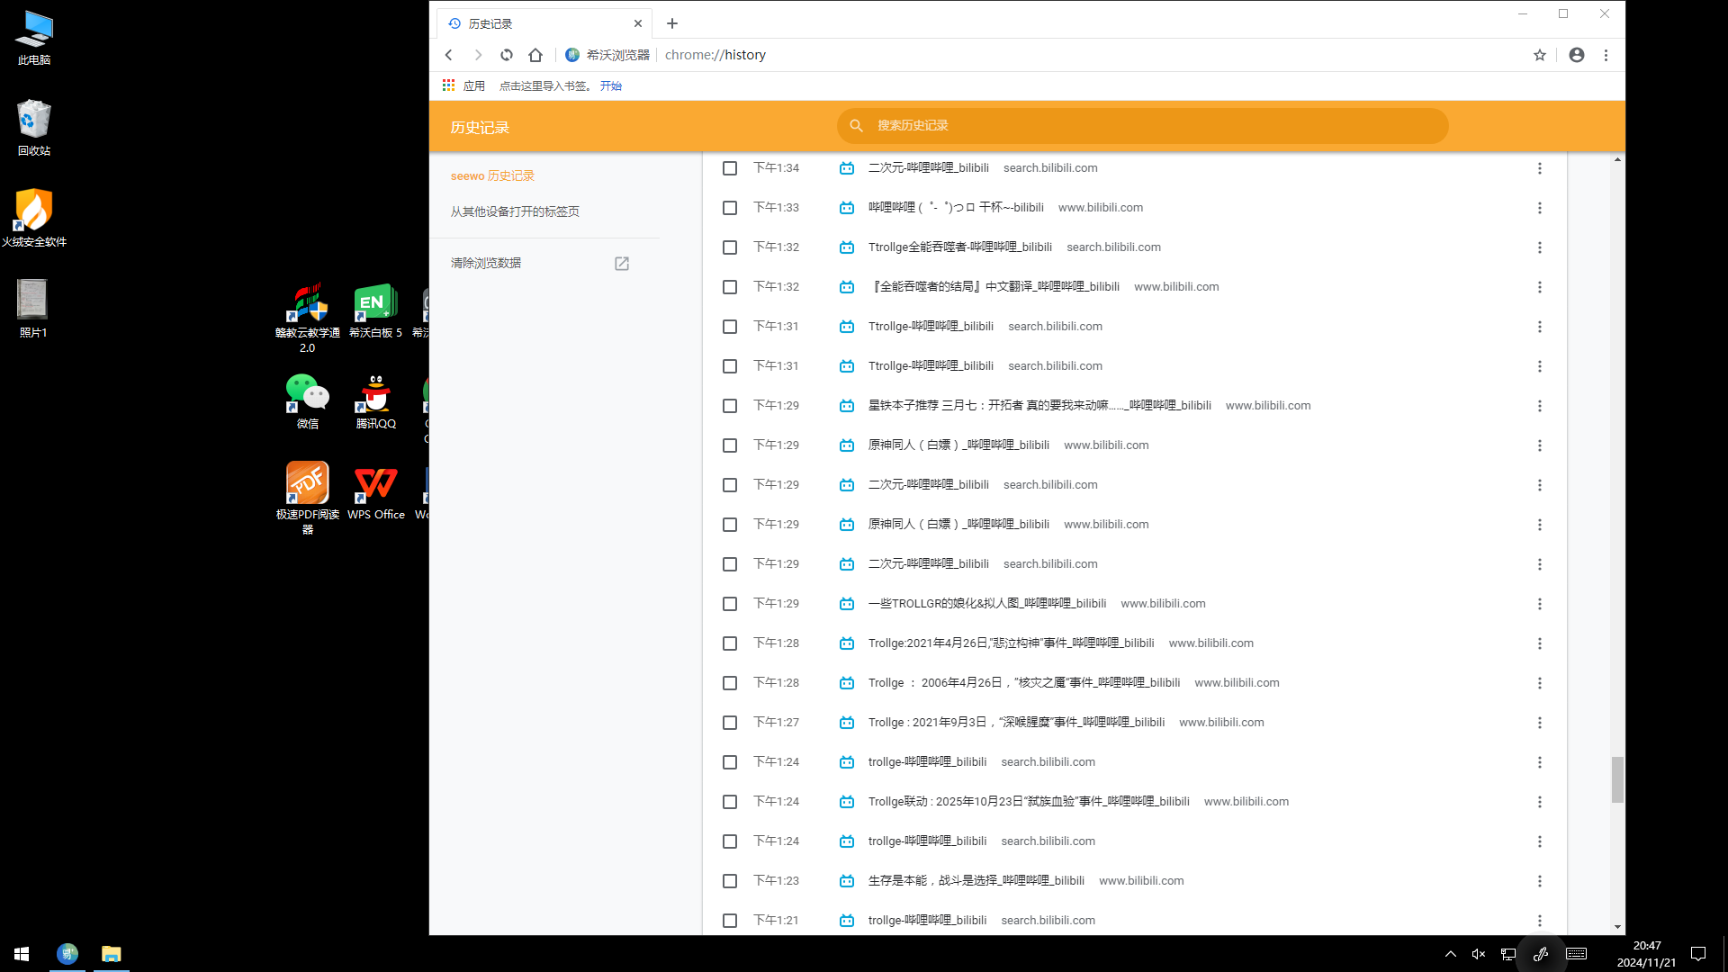 此电脑
回收站
火绒安全软件
照片1
赣教云教学通
2.0
希沃白板 5
希沃
微信
腾讯QQ
极速PDF阅读
器
WPS Office
历史记录
希沃浏览器
chrome://history
应用
点击这里导入书签。 开始
历史记录
搜索历史记录
seewo 历史记录
从其他设备打开的标签页
清除浏览数据
下午1:34 二次元-哔哩哔哩_bilibili search.bilibili.com
下午1:33 哔哩哔哩 (゜-゜)つロ 干杯~-bilibili www.bilibili.com
下午1:32 Ttrollge全能吞噬者-哔哩哔哩_bilibili search.bilibili.com
下午1:32 『全能吞噬者的结局』中文翻译_哔哩哔哩_bilibili www.bilibili.com
下午1:31 Ttrollge-哔哩哔哩_bilibili search.bilibili.com
下午1:31 Ttrollge-哔哩哔哩_bilibili search.bilibili.com
下午1:29 星铁本子推荐 三月七：开拓者 真的要我来动嘛……_哔哩哔哩_bilibili www.bilibili.com
下午1:29 原神同人（白嫖）_哔哩哔哩_bilibili www.bilibili.com
下午1:29 二次元-哔哩哔哩_bilibili search.bilibili.com
下午1:29 原神同人（白嫖）_哔哩哔哩_bilibili www.bilibili.com
下午1:29 二次元-哔哩哔哩_bilibili search.bilibili.com
下午1:29 一些TROLLGR的娘化&拟人图_哔哩哔哩_bilibili www.bilibili.com
下午1:28 Trollge:2021年4月26日,“悲泣构神”事件_哔哩哔哩_bilibili www.bilibili.com
下午1:28 Trollge ： 2006年4月26日，“核灾之魇”事件_哔哩哔哩_bilibili www.bilibili.com
下午1:27 Trollge : 2021年9月3日，“深喉腥糜”事件_哔哩哔哩_bilibili www.bilibili.com
下午1:24 trollge-哔哩哔哩_bilibili search.bilibili.com
下午1:24 Trollge联动 : 2025年10月23日“弑族血验”事件_哔哩哔哩_bilibili www.bilibili.com
下午1:24 trollge-哔哩哔哩_bilibili search.bilibili.com
下午1:23 生存是本能，战斗是选择_哔哩哔哩_bilibili www.bilibili.com
下午1:21 trollge-哔哩哔哩_bilibili search.bilibili.com
20:47
2024/11/21